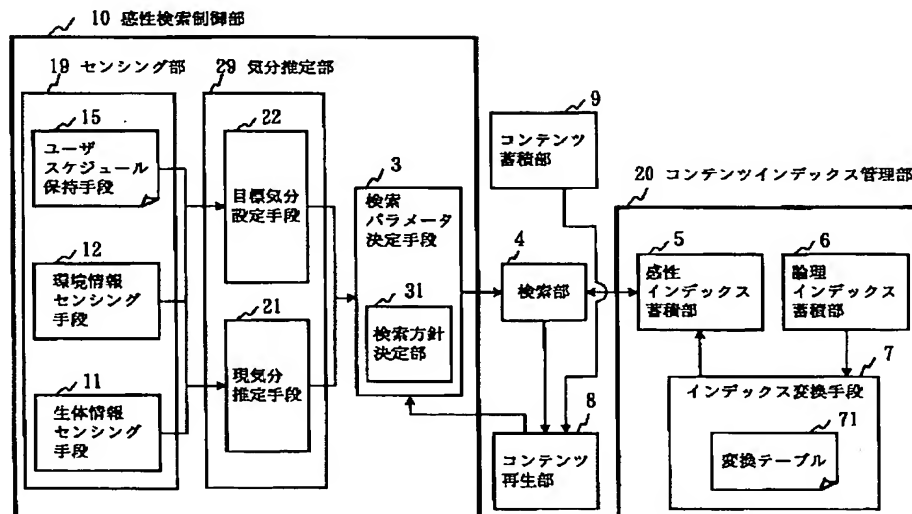 10 感性検索制御部
19 センシング部
29 気分推定部
15
ユーザ
スケジュール
保持手段
12
環境情報
センシング
手段
11
生体情報
センシング
手段
22
目標気分
設定手段
21
現気分
推定手段
3
検索
パラメータ
決定手段
31
検索方針
決定部
9
コンテンツ
蓄積部
4
検索部
8
コンテンツ
再生部
20 コンテンツインデックス管理部
5
感性
インデックス
蓄積部
6
論理
インデックス
蓄積部
7
インデックス変換手段
71
変換テーブル